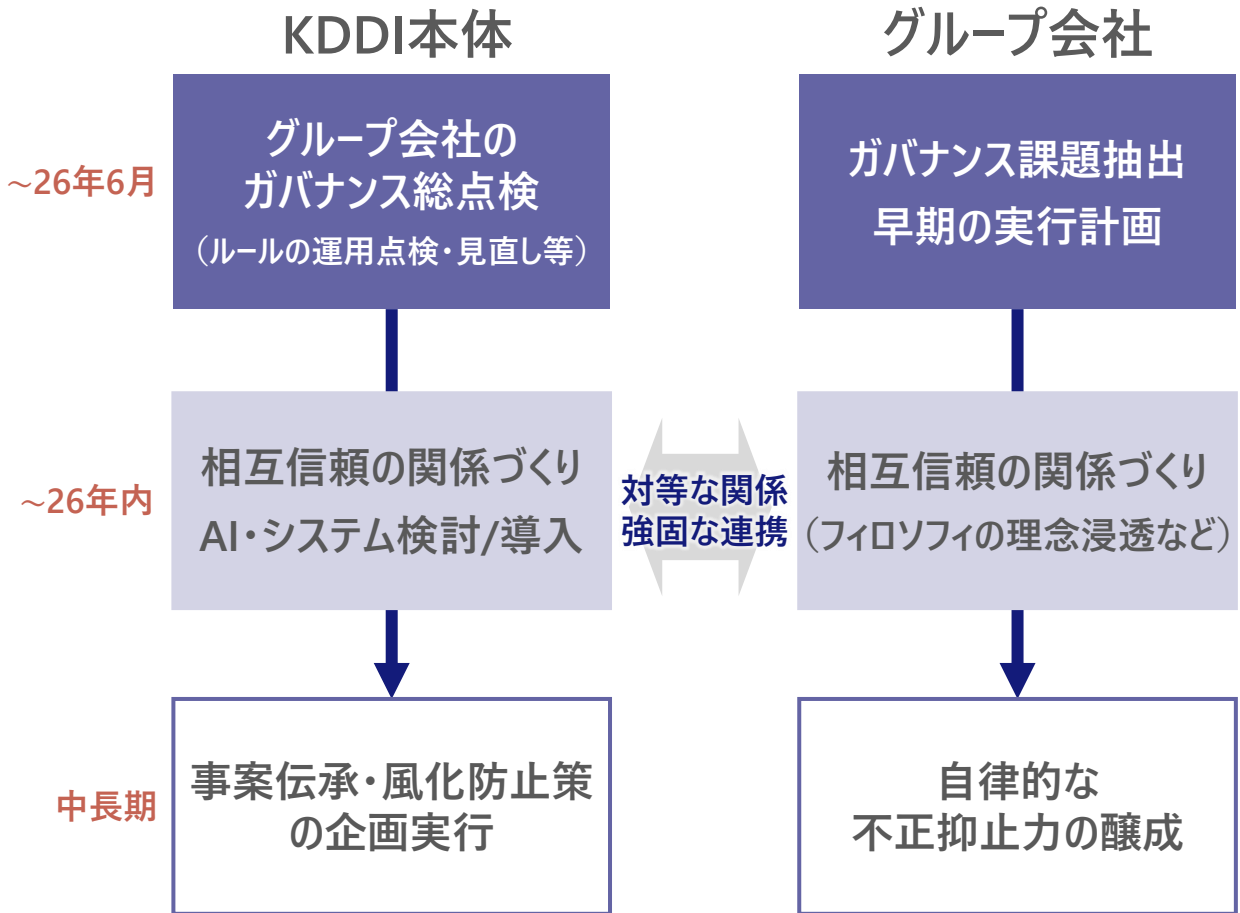 KDDI本体
グループ会社
~26年6月
グループ会社の
ガバナンス総点検
（ルールの運用点検・見直し等）
ガバナンス課題抽出
早期の実行計画
~26年内
相互信頼の関係づくり
AI・システム検討/導入
対等な関係
強固な連携
相互信頼の関係づくり
（フィロソフィの理念浸透など）
中長期
事案伝承・風化防止策
の企画実行
自律的な
不正抑止力の醸成